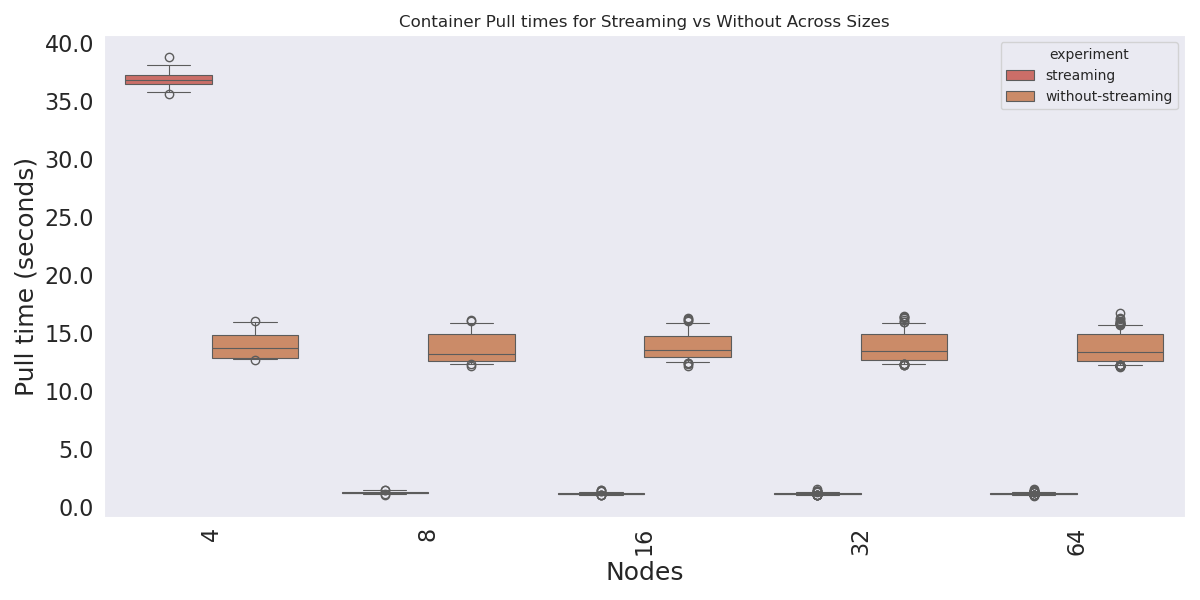 Container Pull times for Streaming vs Without Across Sizes
experiment
streaming
without-streaming
Pull time (seconds)
40.0
35.0
30.0
25.0
20.0
15.0
10.0
5.0
0.0
4
8
16
32
64
Nodes